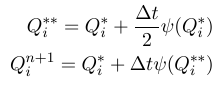 $Q_i^{**} = Q_i^* + \frac{\Delta t}{2} \psi(Q_i^*)$
$Q_i^{n+1} = Q_i^* + \Delta t \psi(Q_i^{**})$